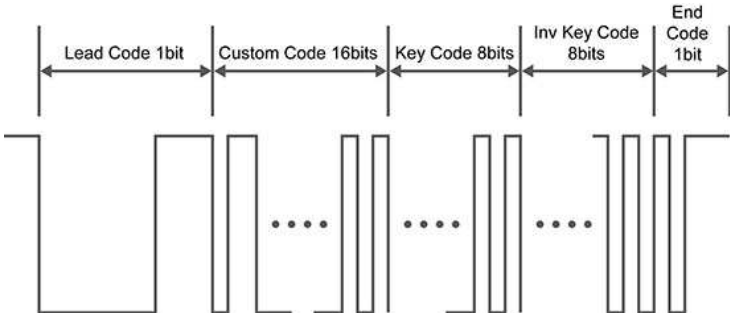 Lead Code 1bit
Custom Code 16bits
Key Code 8bits
Inv Key Code
8bits
End
Code
1bit